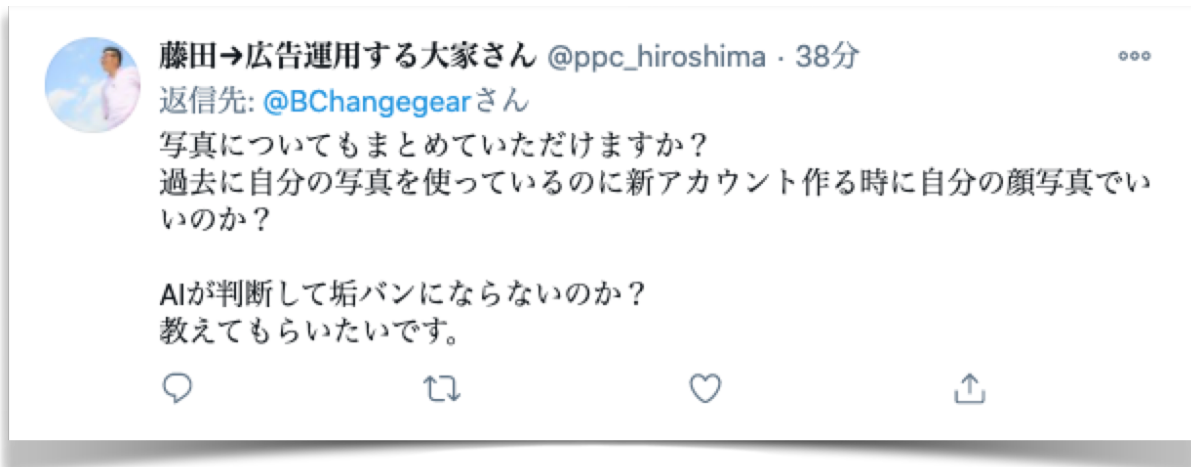 藤田→広告運用する大家さん @ppc_hiroshima · 38分
返信先: @BChangegearさん
写真についてもまとめていただけますか？
過去に自分の写真を使っているのに新アカウント作る時に自分の顔写真でい
いのか？
AIが判断して垢バンにならないのか？
教えてもらいたいです。